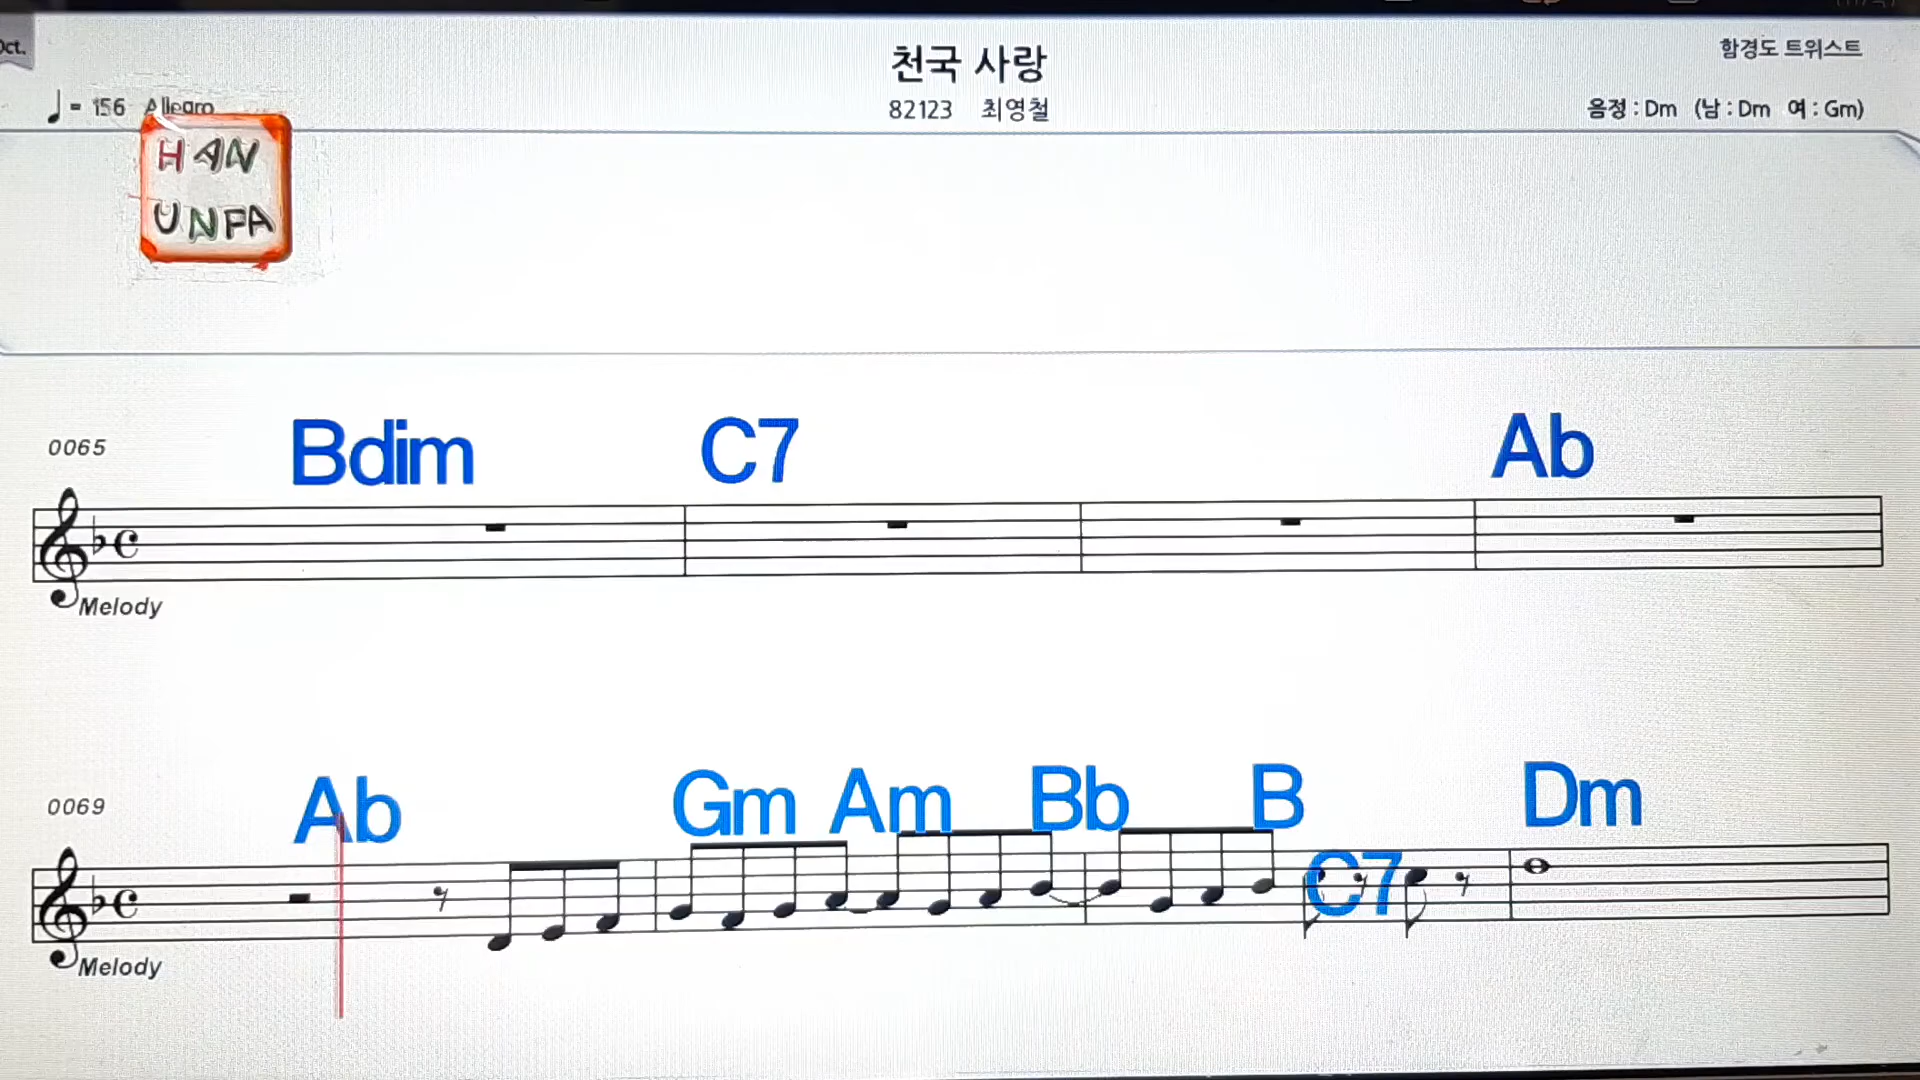 Oct.
천국 사랑
함경도 트위스트
♩ = 156 Allegro
82123 최영철
음정 : Dm (남 : Dm 여 : Gm)
HAN
UNFA
0065
Bdim C7 Ab
Melody
0069
Ab Gm Am Bb B C7 Dm
Melody